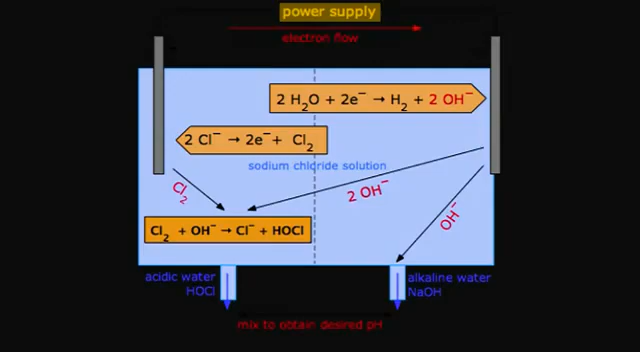 power supply
electron flow
2 H₂O + 2e⁻ → H₂ + 2 OH⁻
2 Cl⁻ → 2e⁻ + Cl₂
sodium chloride solution
Cl₂
2 OH⁻
OH⁻
Cl₂ + OH⁻ → Cl⁻ + HOCl
acidic water
HOCl
alkaline water
NaOH
mix to obtain desired pH